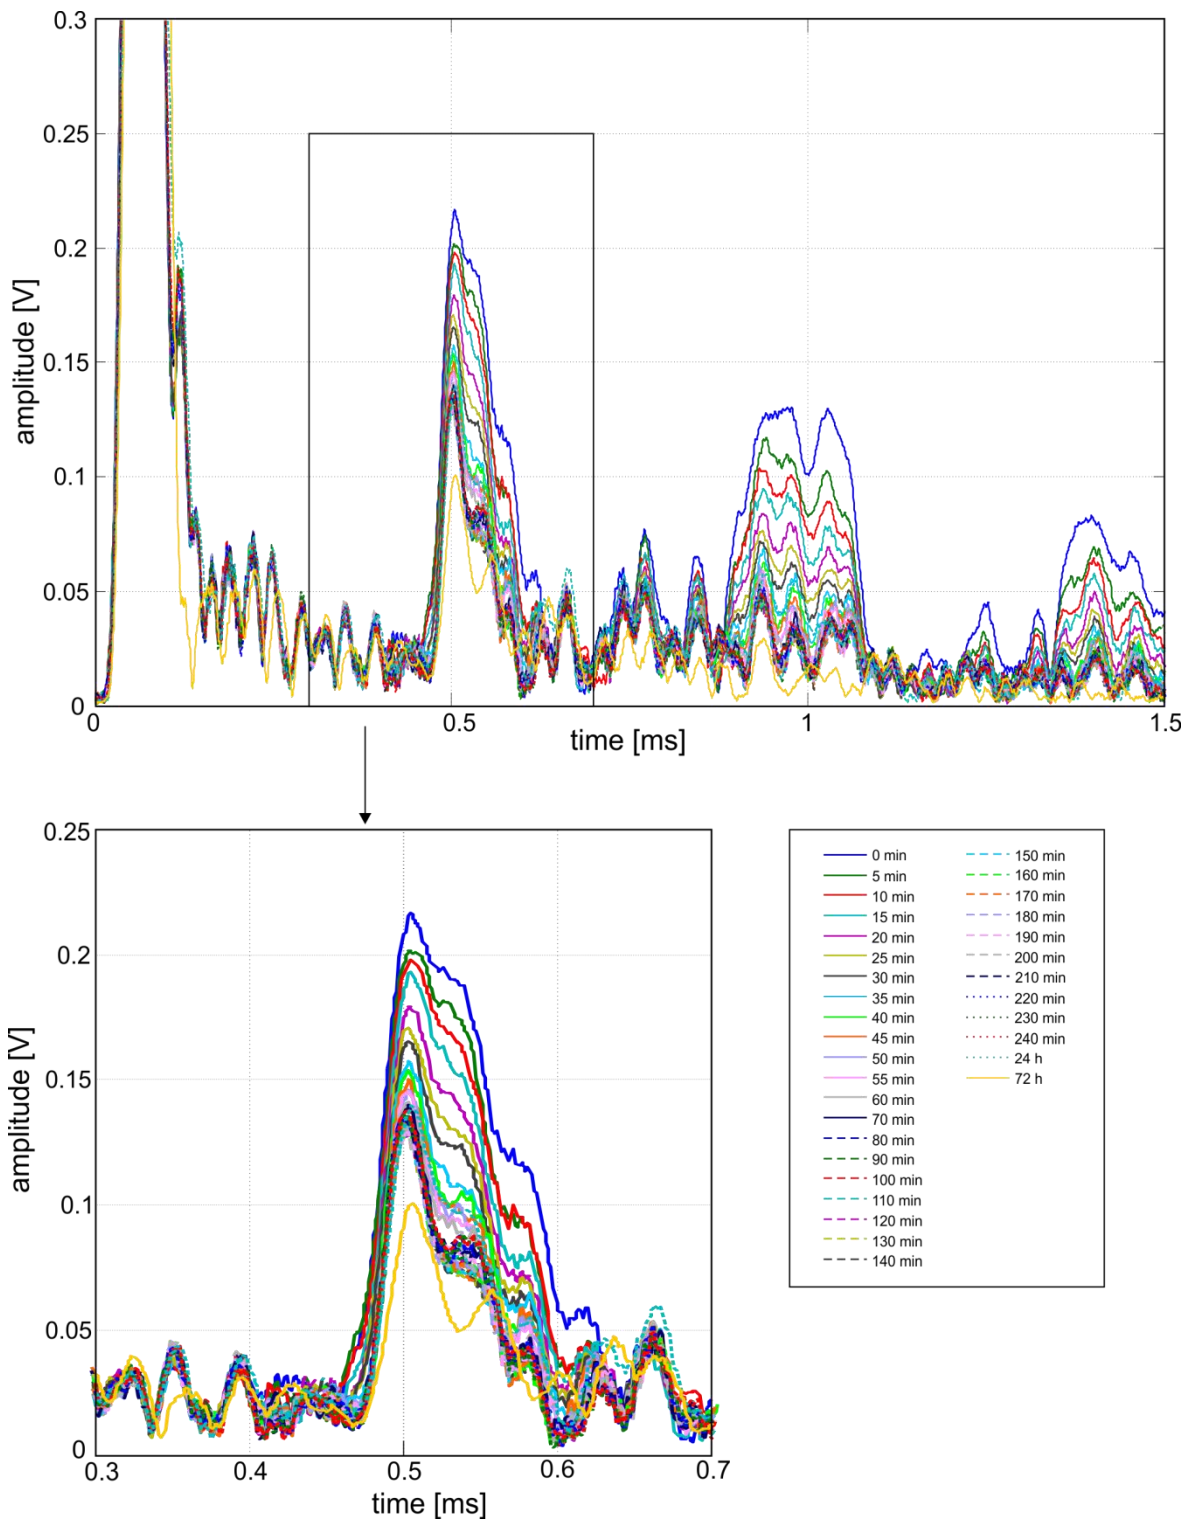 0.3
0.25
0.2
0.15
0.1
0.05
0
amplitude [V]
0 0.5 1 1.5
time [ms]
0.25
0.2
0.15
0.1
0.05
0
amplitude [V]
0.3 0.4 0.5 0.6 0.7
time [ms]
0 min
5 min
10 min
15 min
20 min
25 min
30 min
35 min
40 min
45 min
50 min
55 min
60 min
70 min
80 min
90 min
100 min
110 min
120 min
130 min
140 min
150 min
160 min
170 min
180 min
190 min
200 min
210 min
220 min
230 min
240 min
24 h
72 h